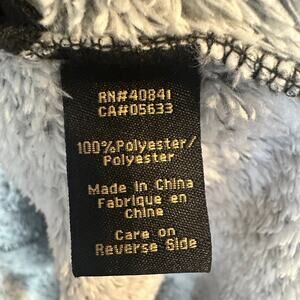 RN#40841
CA#05633
100%Polyester/
Polyester
Made in China
Fabrique en
Chine
Care on
Reverse Side